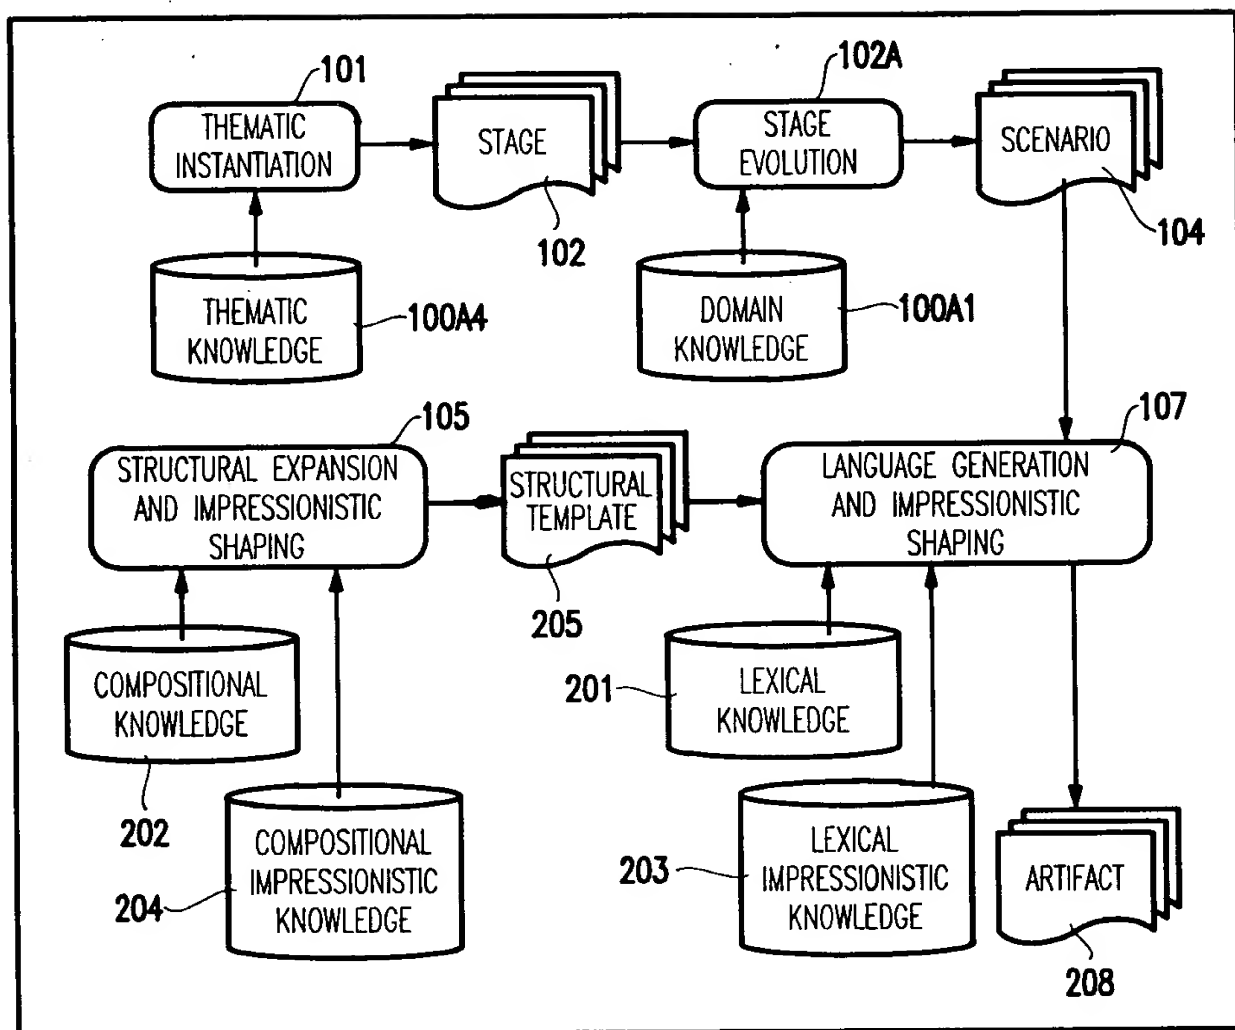 101
THEMATIC
INSTANTIATION
STAGE
102
102A
STAGE
EVOLUTION
SCENARIO
104
THEMATIC
KNOWLEDGE
100A4
DOMAIN
KNOWLEDGE
100A1
105
STRUCTURAL EXPANSION
AND IMPRESSIONISTIC
SHAPING
STRUCTURAL
TEMPLATE
205
107
LANGUAGE GENERATION
AND IMPRESSIONISTIC
SHAPING
COMPOSITIONAL
KNOWLEDGE
202
201
LEXICAL
KNOWLEDGE
204
COMPOSITIONAL
IMPRESSIONISTIC
KNOWLEDGE
203
LEXICAL
IMPRESSIONISTIC
KNOWLEDGE
ARTIFACT
208